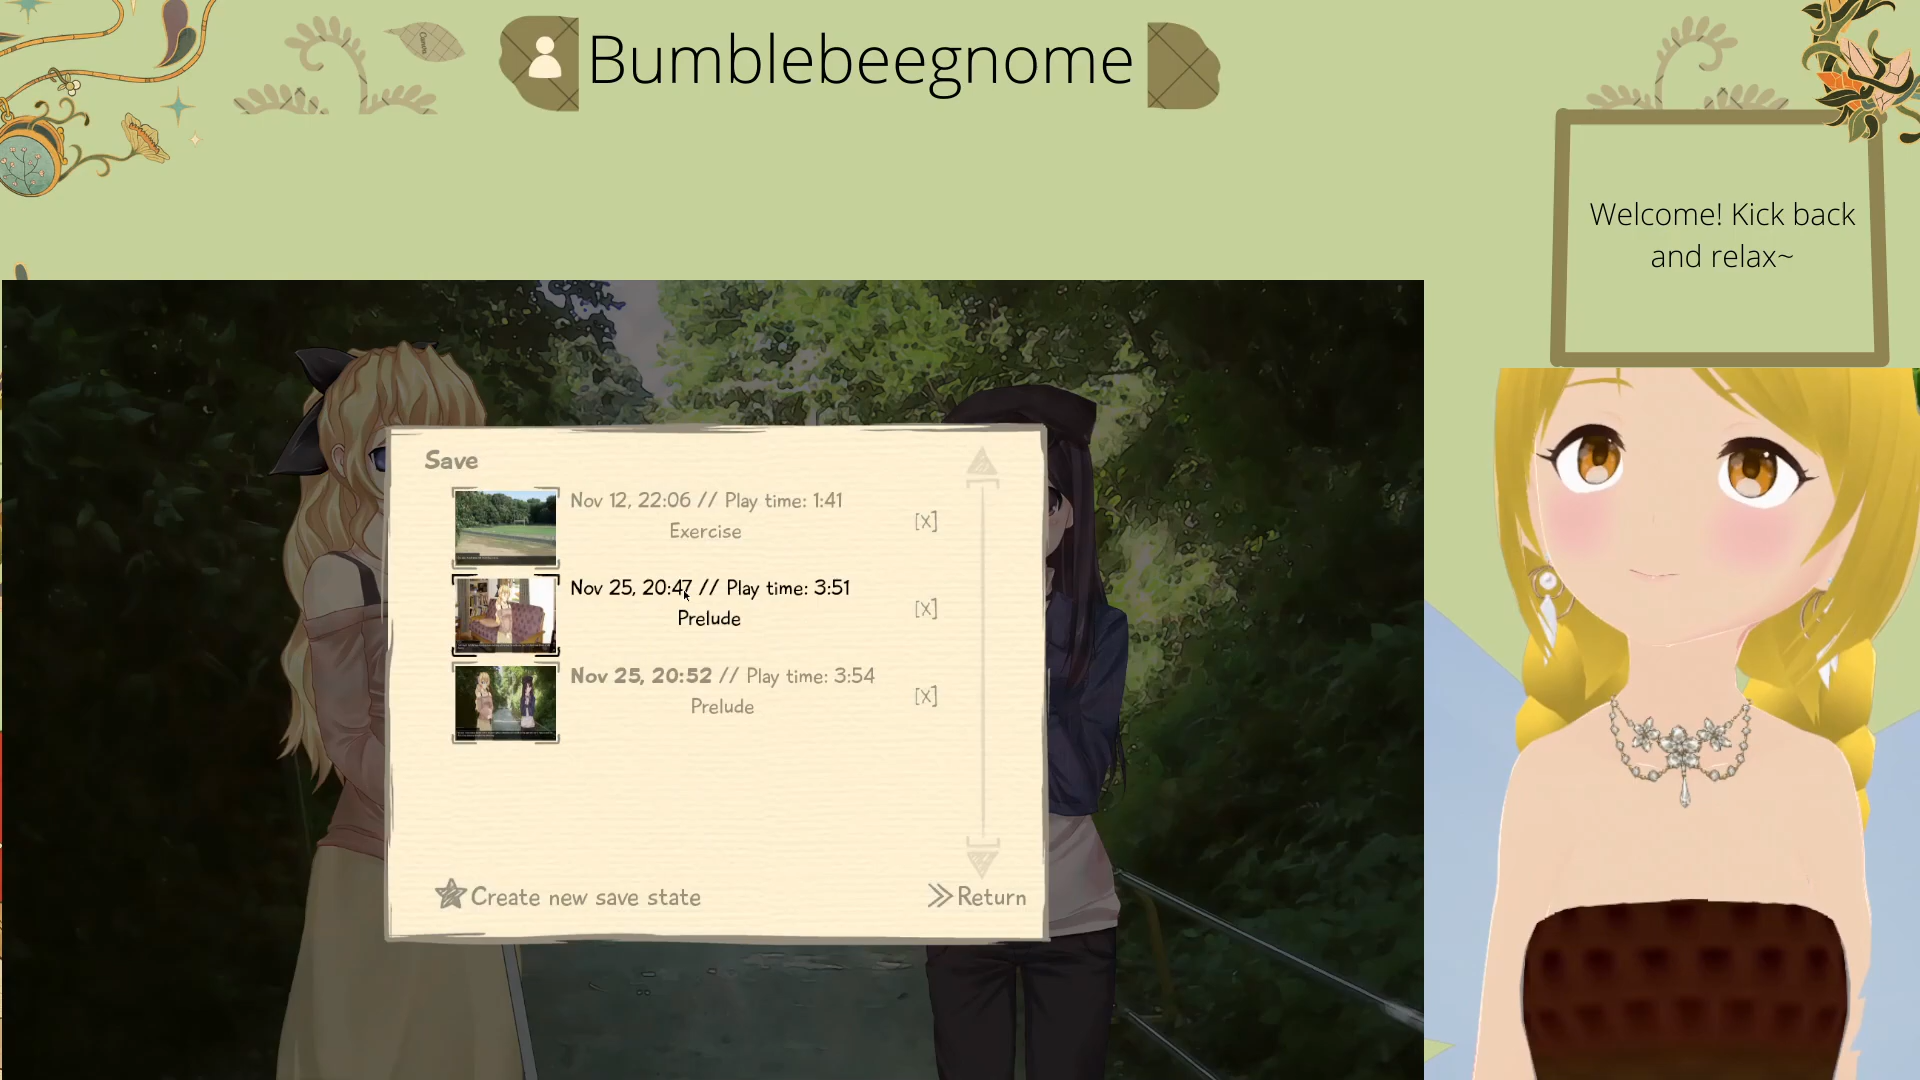 Bumblebeegnome
Welcome! Kick back
and relax~
Save
Nov 12, 22:06 // Play time: 1:41
Exercise
[X]
Nov 25, 20:47 // Play time: 3:51
Prelude
[X]
Nov 25, 20:52 // Play time: 3:54
Prelude
[X]
Create new save state
Return